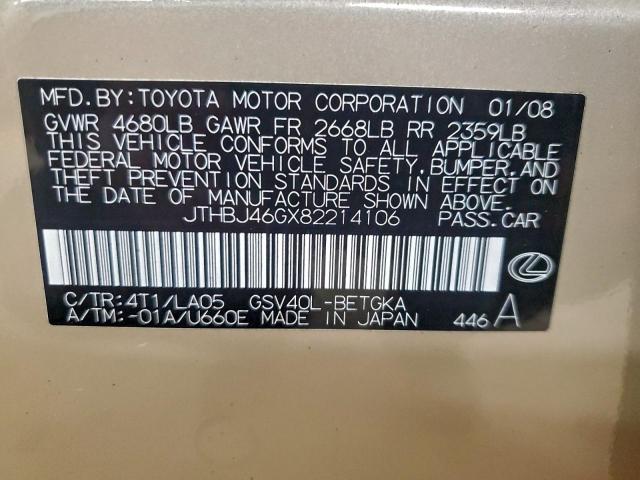 MFD. BY: TOYOTA MOTOR CORPORATION 01/08
GVWR 4680LB GAWR FR 2668LB RR 2359LB
THIS VEHICLE CONFORMS TO ALL APPLICABLE
FEDERAL MOTOR VEHICLE SAFETY, BUMPER, AND
THEFT PREVENTION STANDARDS IN EFFECT ON
THE DATE OF MANUFACTURE SHOWN ABOVE.
JTHBJ46GX82214106 PASS. CAR
C/TR: 4T1/LA05 GSV40L-BETGKA
A/TM: -01A/U660E MADE IN JAPAN 446 A